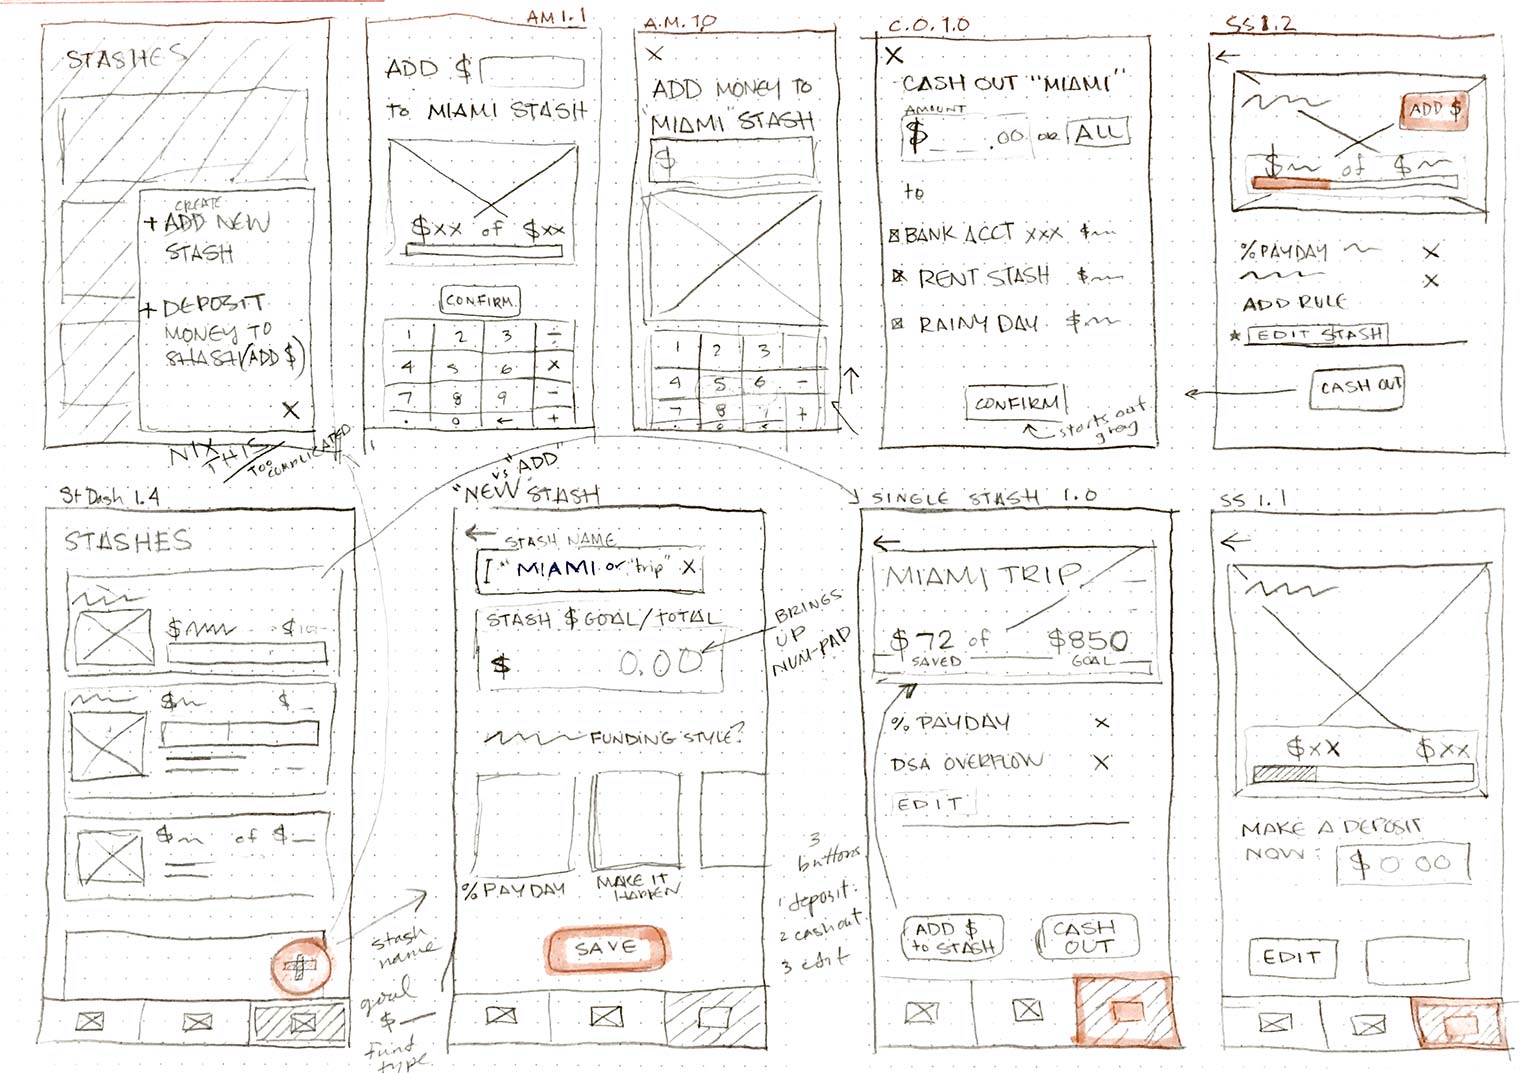 STASHES
CREATE
+ ADD NEW
STASH
+ DEPOSIT
MONEY TO
STASH (ADD $)
X
NIX
THIS
TOO
COMPLICATED
AM 1.1
ADD $
to MIAMI STASH
$xx of $xx
CONFIRM
1 2 3 ÷
4 5 6 x
7 8 9 -
. 0 ← +
A.M. 1.0
X
ADD MONEY TO
"MIAMI" STASH
$
1 2 3
4 5 6 -
7 8 9 +
C.O. 1.0
X
CASH OUT "MIAMI"
AMOUNT
$ .00 OR ALL
to
BANK ACCT XXX $
RENT STASH $
RAINY DAY $
CONFIRM
starts out
gray
SS 1.2
←
ADD $
$ of $
% PAYDAY X
X
ADD RULE
* EDIT STASH
CASH OUT
St Dash 1.4
STASHES
$ $
$ $
$ of $
+
stash
name
goal
$
fund
type
"NEW vs "ADD"
STASH
←
STASH NAME
"MIAMI or "trip" X
STASH $ GOAL/TOTAL
$ 0.00
BRINGS
UP
NUM-PAD
FUNDING STYLE?
% PAYDAY
MAKE IT
HAPPEN
SAVE
3
buttons
1 deposit
2 cash out
3 edit
SINGLE STASH 1.0
←
MIAMI TRIP
$72 of $850
SAVED GOAL
% PAYDAY X
DSA OVERFLOW X
EDIT
ADD $
to STASH
CASH
OUT
SS 1.1
←
$xx $xx
MAKE A DEPOSIT
NOW: $0.00
EDIT